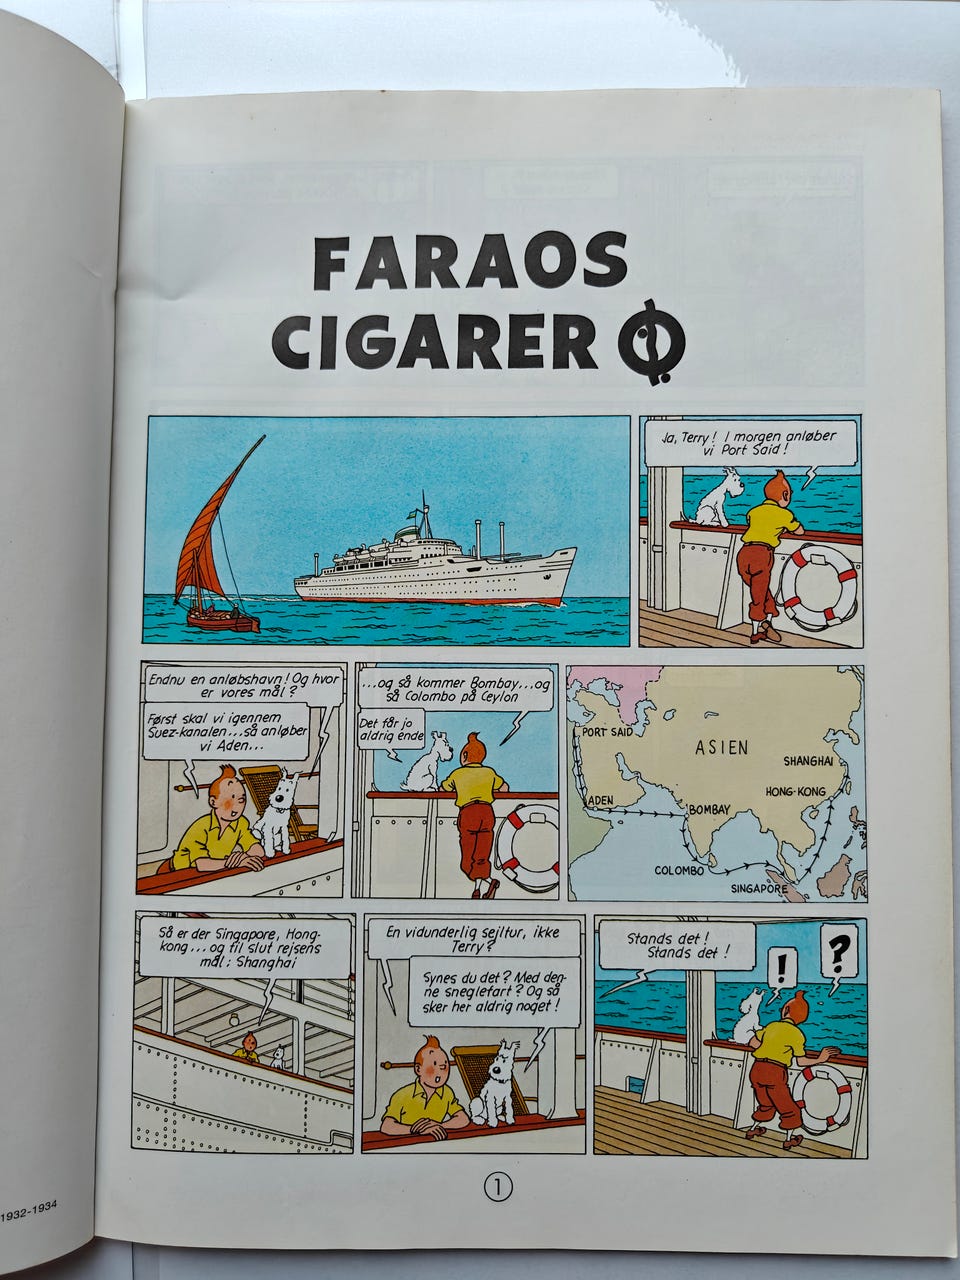 FARAOS
CIGARER
Ja, Terry! I morgen anløber
vi Port Said!
Endnu en anløbshavn! Og hvor
er vores mål?
Først skal vi igennem
Suez-kanalen...så anløber
vi Aden...
...og så kommer Bombay...og
så Colombo på Ceylon
Det får jo
aldrig ende
PORT SAID
ASIEN
SHANGHAI
HONG-KONG
ADEN
BOMBAY
COLOMBO
SINGAPORE
Så er der Singapore, Hong-
kong...og til slut rejsens
mål: Shanghai
En vidunderlig sejltur, ikke
Terry?
Synes du det? Med den-
ne sneglefart? Og så
sker her aldrig noget!
Stands det!
Stands det!
!
?
1
1932-1934